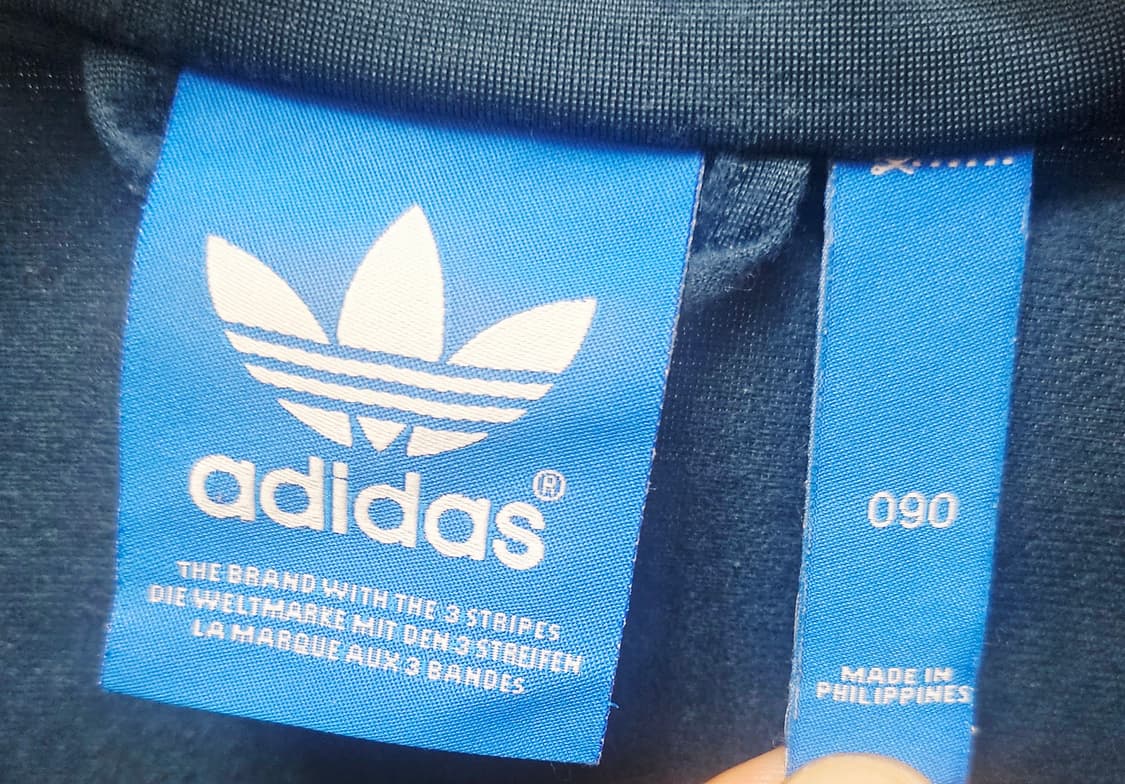 adidas®
THE BRAND WITH THE 3 STRIPES
DIE WELTMARKE MIT DEN 3 STREIFEN
LA MARQUE AUX 3 BANDES
090
MADE IN
PHILIPPINES